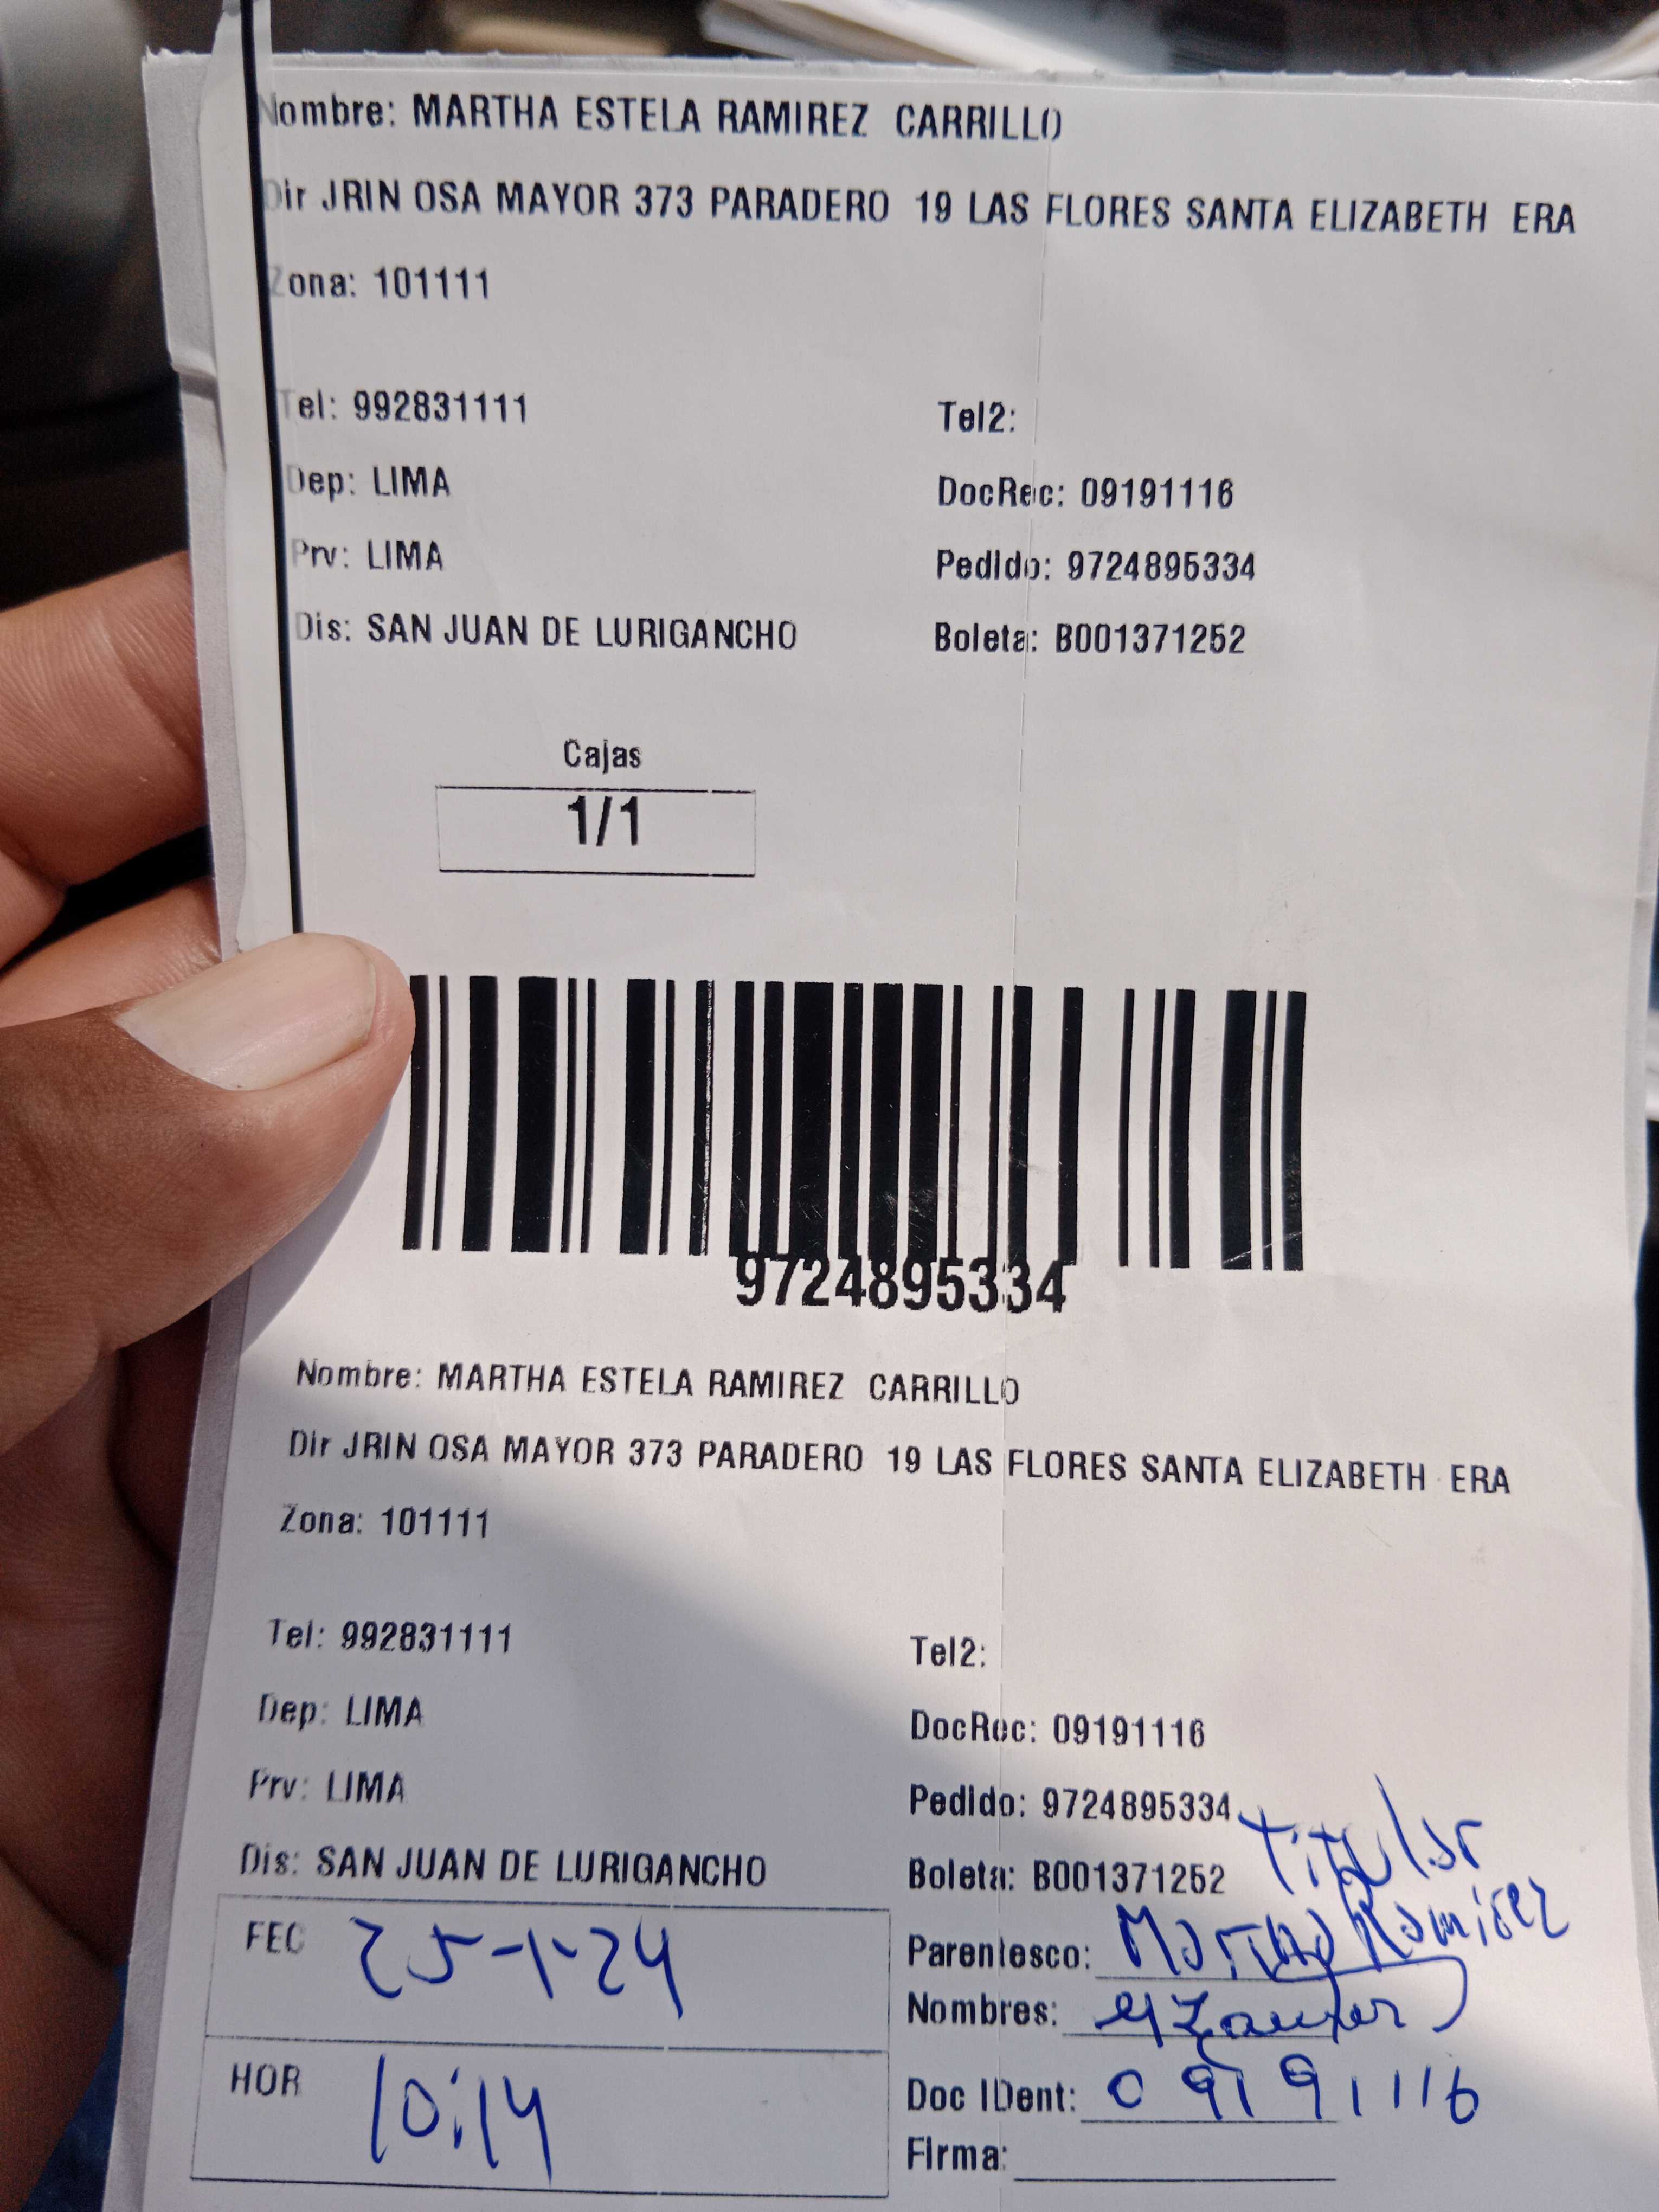 Nombre: MARTHA ESTELA RAMIREZ CARRILLO
Dir JRIN OSA MAYOR 373 PARADERO 19 LAS FLORES SANTA ELIZABETH ERA
Zona: 101111
Tel: 992831111 Tel2:
Dep: LIMA DocRec: 09191116
Prv: LIMA Pedido: 9724895334
Dis: SAN JUAN DE LURIGANCHO Boleta: B001371252
Cajas
1/1
9724895334
Nombre: MARTHA ESTELA RAMIREZ CARRILLO
Dir JRIN OSA MAYOR 373 PARADERO 19 LAS FLORES SANTA ELIZABETH ERA
Zona: 101111
Tel: 992831111 Tel2:
Dep: LIMA DocRec: 09191116
Prv: LIMA Pedido: 9724895334
Dis: SAN JUAN DE LURIGANCHO Boleta: B001371252
titular
FEC 25-1-24 Parentesco: Martha Ramirez
Nombres:
HOR 10:14 Doc IDent: 09191116
Firma: